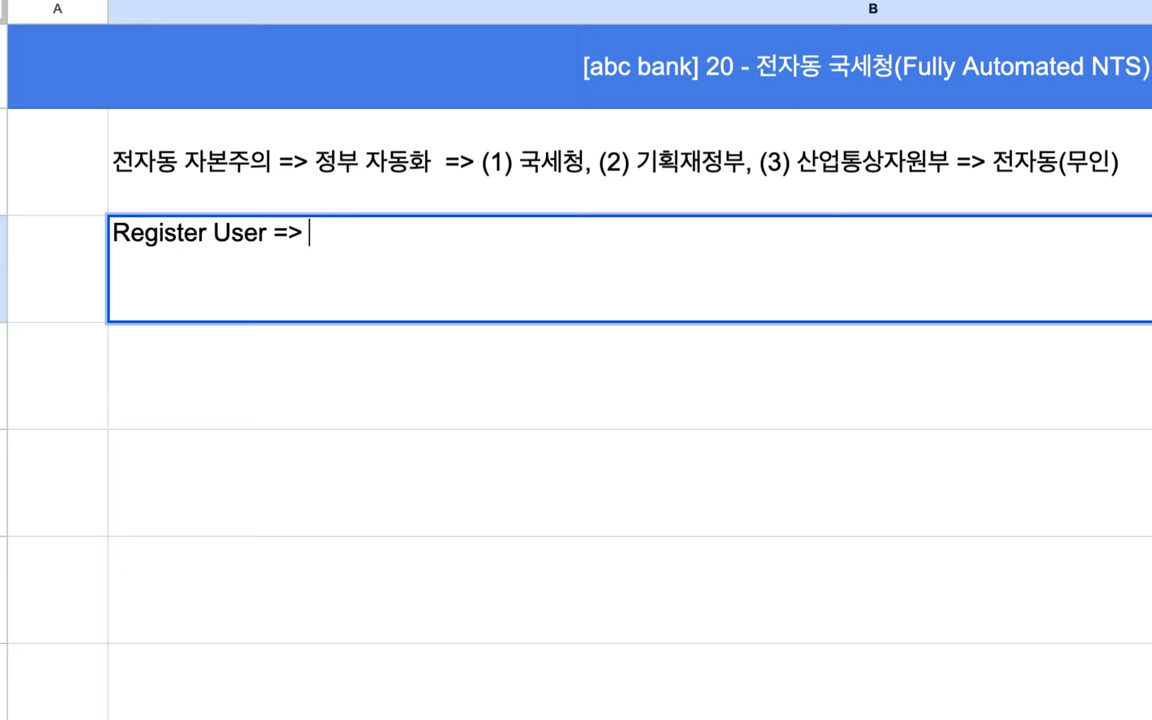 A
B
[abc bank] 20 - 전자동 국세청(Fully Automated NTS)
전자동 자본주의 => 정부 자동화  => (1) 국세청, (2) 기획재정부, (3) 산업통상자원부 => 전자동(무인)
Register User =>